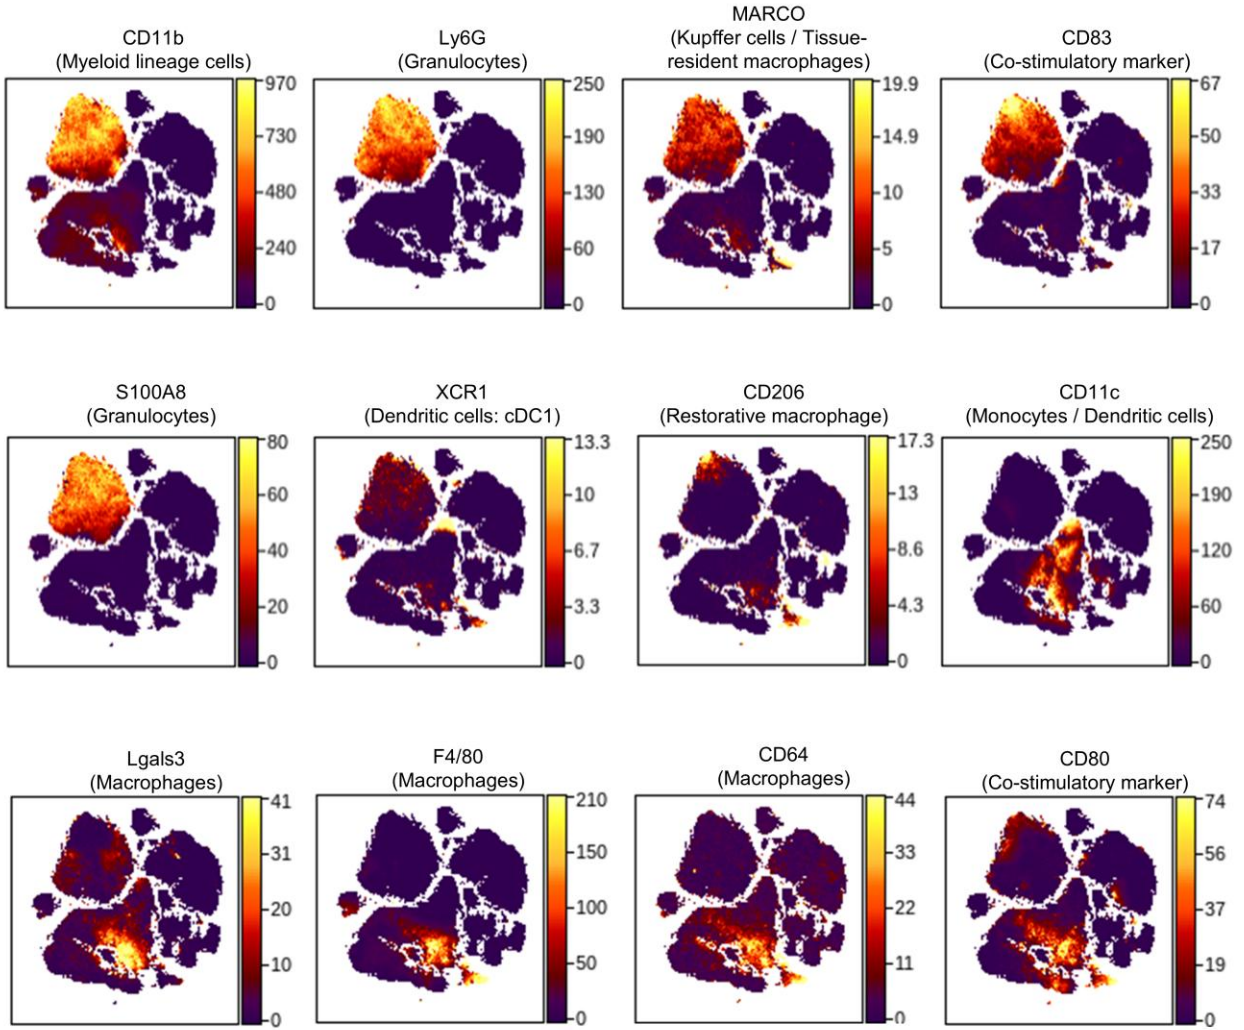 CD11b
(Myeloid lineage cells)
970
730
480
240
0
Ly6G
(Granulocytes)
250
190
130
60
0
MARCO
(Kupffer cells / Tissue-
resident macrophages)
19.9
14.9
10
5
0
CD83
(Co-stimulatory marker)
67
50
33
17
0
S100A8
(Granulocytes)
80
60
40
20
0
XCR1
(Dendritic cells: cDC1)
13.3
10
6.7
3.3
0
CD206
(Restorative macrophage)
17.3
13
8.6
4.3
0
CD11c
(Monocytes / Dendritic cells)
250
190
120
60
0
Lgals3
(Macrophages)
41
31
20
10
0
F4/80
(Macrophages)
210
150
100
50
0
CD64
(Macrophages)
44
33
22
11
0
CD80
(Co-stimulatory marker)
74
56
37
19
0